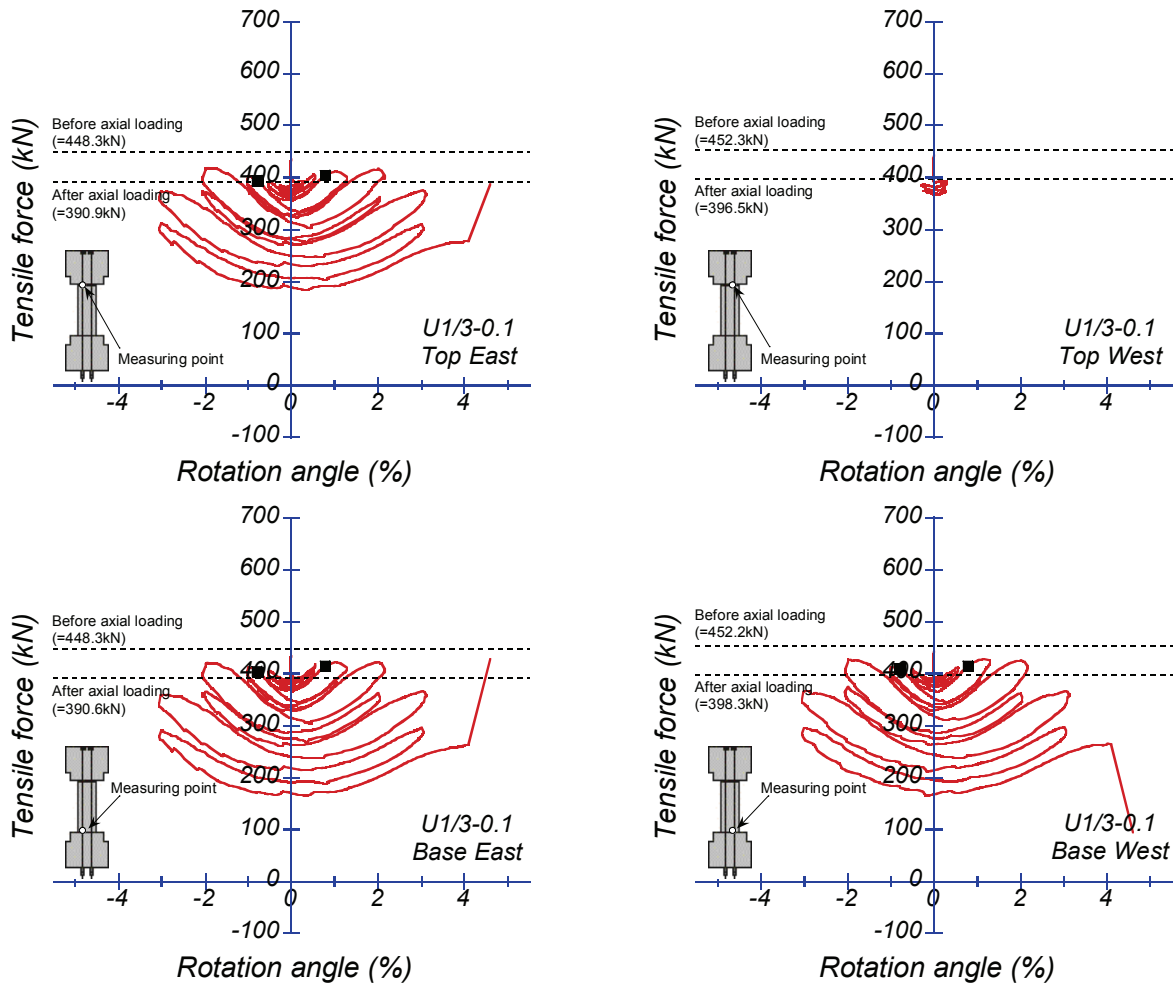 700
600
500
400
300
200
100
0
-100
-4
-2
0
2
4
Tensile force (kN)
Before axial loading
(=448.3kN)
After axial loading
(=390.9kN)
Measuring point
U1/3-0.1
Top East
Rotation angle (%)
700
600
500
400
300
200
100
0
-100
-4
-2
0
2
4
Tensile force (kN)
Before axial loading
(=452.3kN)
After axial loading
(=396.5kN)
Measuring point
U1/3-0.1
Top West
Rotation angle (%)
700
600
500
400
300
200
100
0
-100
-4
-2
0
2
4
Tensile force (kN)
Before axial loading
(=448.3kN)
After axial loading
(=390.6kN)
Measuring point
U1/3-0.1
Base East
Rotation angle (%)
700
600
500
400
300
200
100
0
-100
-4
-2
0
2
4
Tensile force (kN)
Before axial loading
(=452.2kN)
After axial loading
(=398.3kN)
Measuring point
U1/3-0.1
Base West
Rotation angle (%)